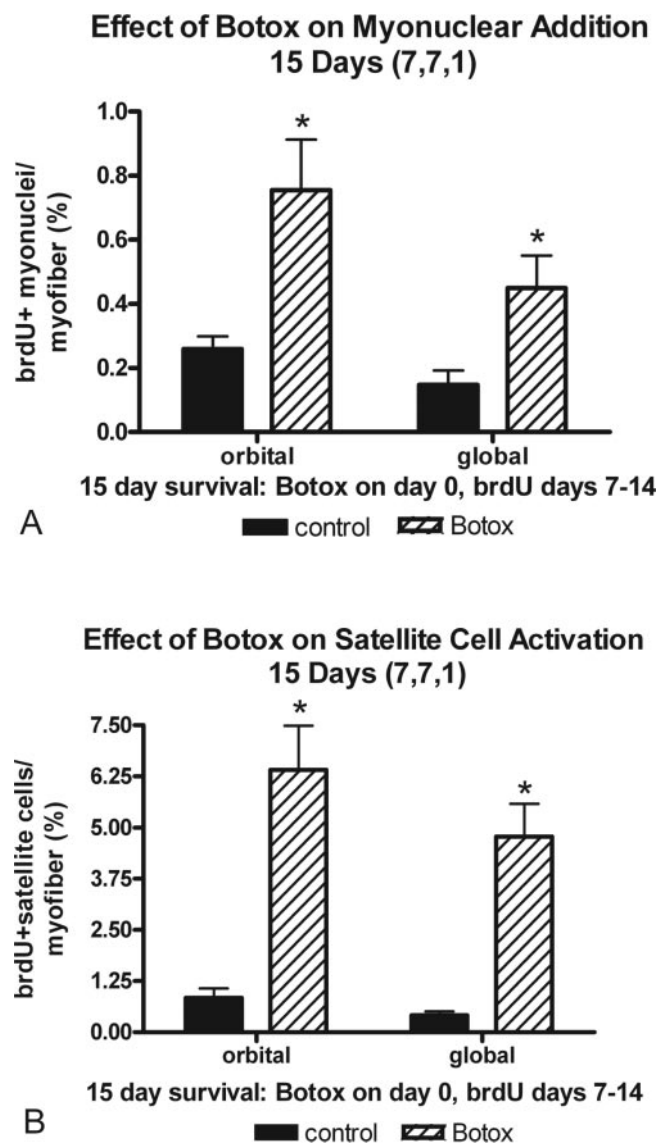 Effect of Botox on Myonuclear Addition
15 Days (7,7,1)
brdU+ myonuclei/
myofiber (%)
1.0
0.8
0.6
0.4
0.2
0.0
*
*
orbital global
15 day survival: Botox on day 0, brdU days 7-14
A
control Botox
Effect of Botox on Satellite Cell Activation
15 Days (7,7,1)
brdU+satellite cells/
myofiber (%)
7.50
6.25
5.00
3.75
2.50
1.25
0.00
*
*
orbital global
15 day survival: Botox on day 0, brdU days 7-14
B
control Botox